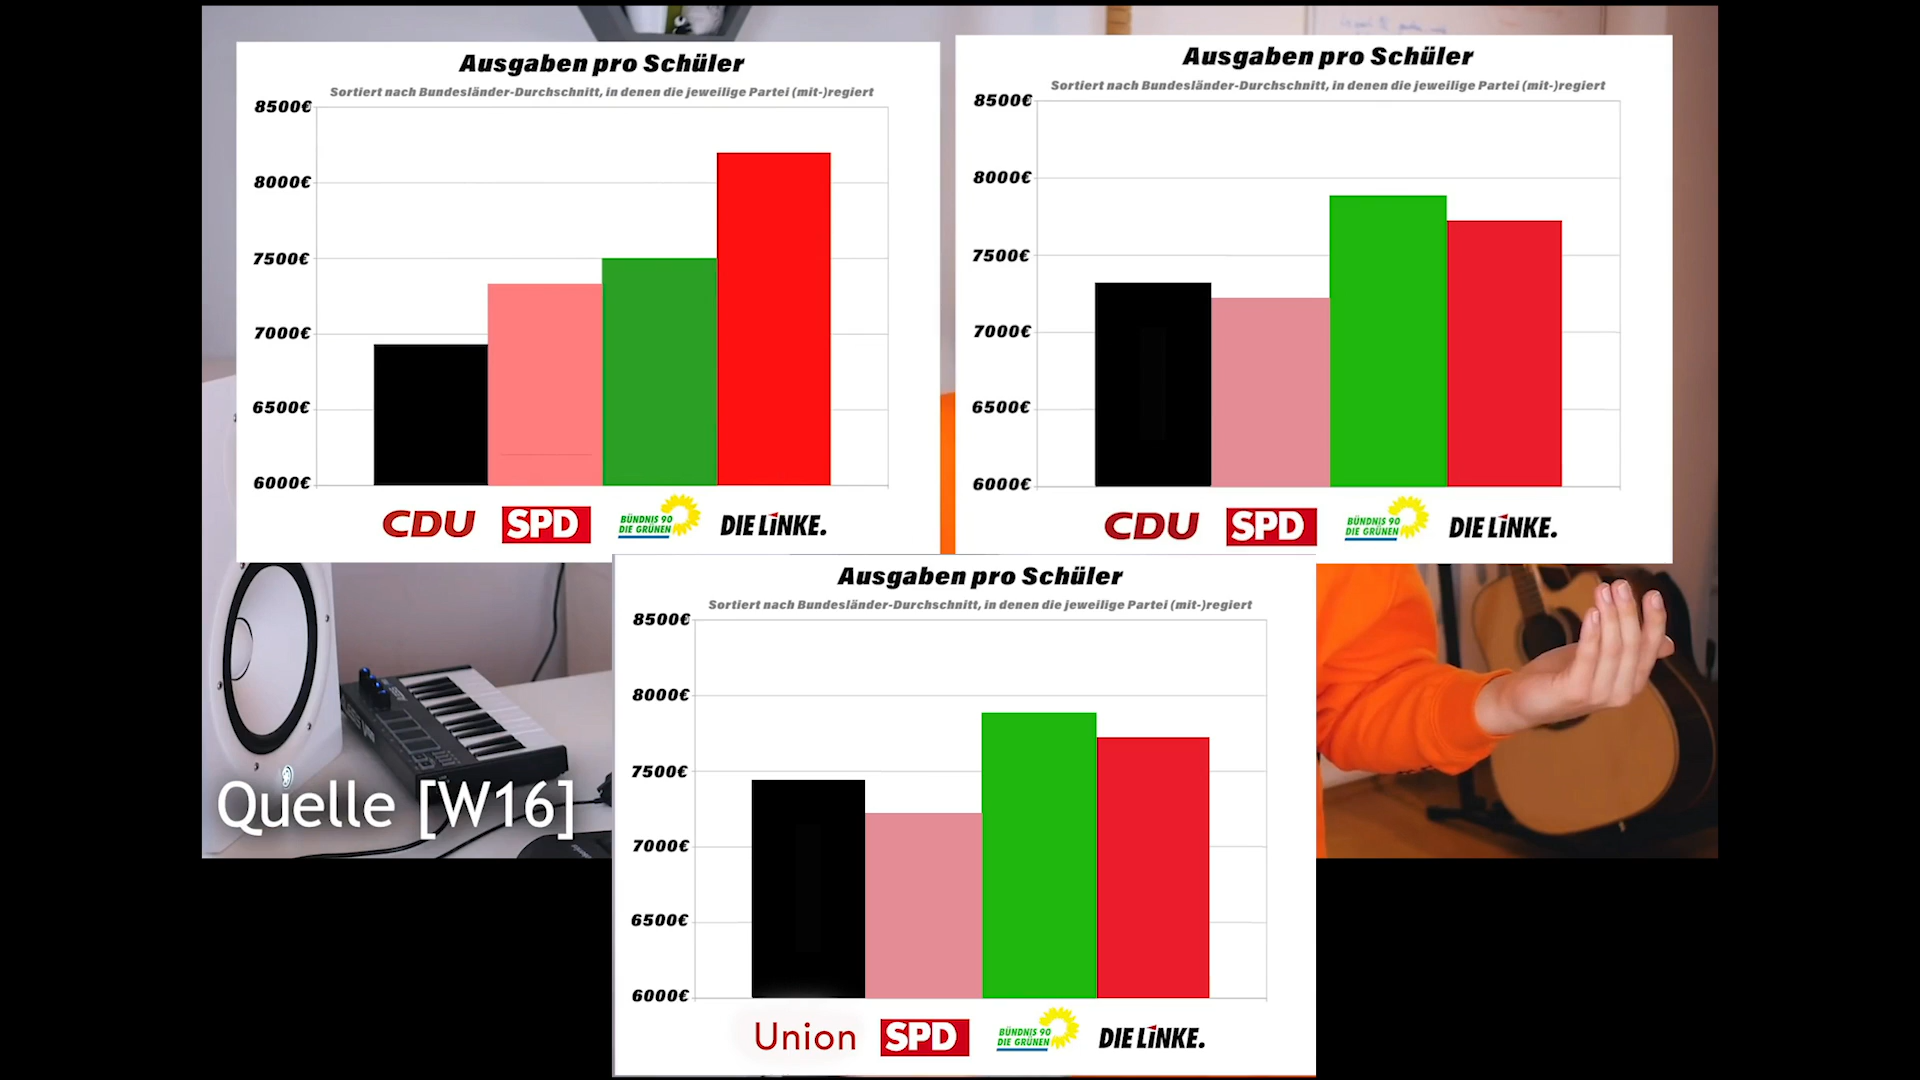 Ausgaben pro Schüler
Sortiert nach Bundesländer-Durchschnitt, in denen die jeweilige Partei (mit-)regiert
8500€
8000€
7500€
7000€
6500€
6000€
CDU
SPD
BÜNDNIS 90
DIE GRÜNEN
DIE LINKE.
Ausgaben pro Schüler
Sortiert nach Bundesländer-Durchschnitt, in denen die jeweilige Partei (mit-)regiert
8500€
8000€
7500€
7000€
6500€
6000€
CDU
SPD
BÜNDNIS 90
DIE GRÜNEN
DIE LINKE.
Ausgaben pro Schüler
Sortiert nach Bundesländer-Durchschnitt, in denen die jeweilige Partei (mit-)regiert
8500€
8000€
7500€
7000€
6500€
6000€
Union
SPD
BÜNDNIS 90
DIE GRÜNEN
DIE LINKE.
Quelle [W16]